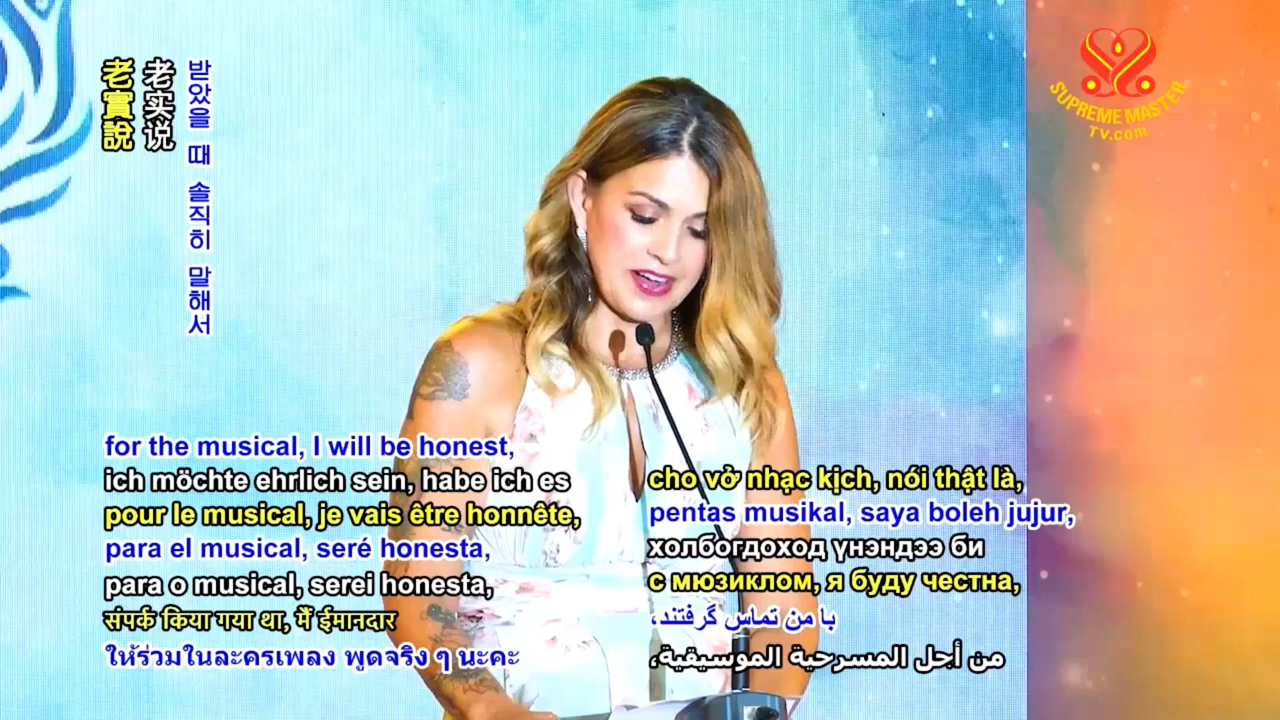 老實說
老实说
받았을 때 솔직히 말해서
SUPREME MASTER
TV.com
for the musical, I will be honest,
ich möchte ehrlich sein, habe ich es
pour le musical, je vais être honnête,
para el musical, seré honesta,
para o musical, serei honesta,
संपर्क किया गया था, मैं ईमानदार
ให้ร่วมในละครเพลง พูดจริง ๆ นะคะ
cho vở nhạc kịch, nói thật là,
pentas musikal, saya boleh jujur,
холбогдоход үнэндээ би
с мюзиклом, я буду честна,
با من تماس گرفتند،
من أجل المسرحية الموسيقية،